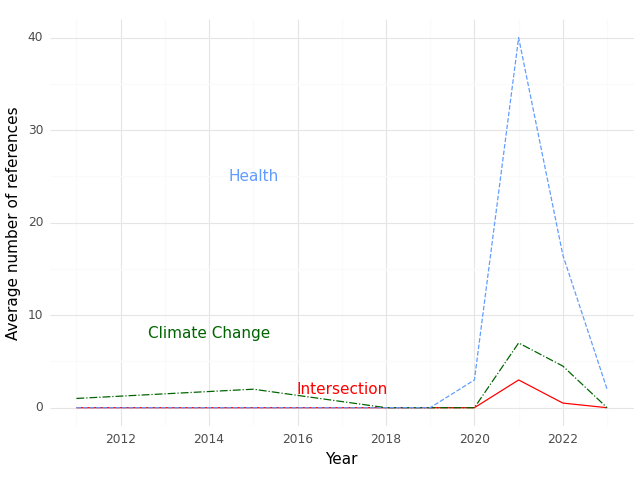 40
30
20
10
0
Average number of references
Health
Climate Change
Intersection
2012 2014 2016 2018 2020 2022
Year